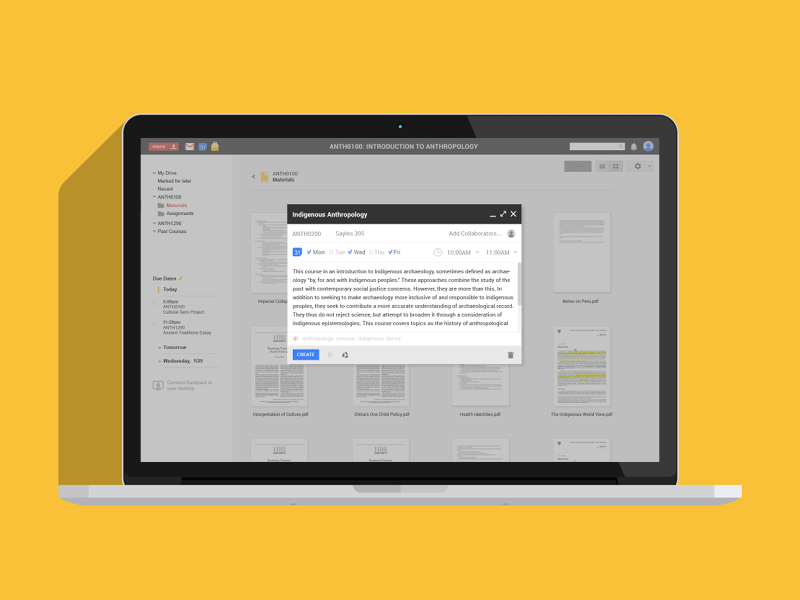 ANTH0100: INTRODUCTION TO ANTHROPOLOGY
31
My Drive
Marked for later
Recent
ANTH0100
Materials
Assignments
ANTH1290
Past Courses
Due Dates
Today
5:00pm
ANTH0100
Cultural Term Project
11:30pm
ANTH1290
Ancient Traditions Essay
Tomorrow
Wednesday, 1/29
Connect Backpack to
your desktop
ANTH0100
Materials
Indigenous Anthropology
ANTH0200 Sayles 305 Add Collaborators...
31 Mon Tue Wed Thu Fri 10:00AM 11:00AM
This course in an introduction to Indigenous archaeology, sometimes defined as archae-
ology "by, for and with Indigenous peoples." These approaches combine the study of the
past with contemporary social justice concerns. However, they are more than this. In
addition to seeking to make archaeology more inclusive of and responsible to Indigenous
peoples, they seek to contribute a more accurate understanding of archaeological record.
They thus do not reject science, but attempt to broaden it through a consideration of
Indigenous epistemologies. This course covers topics as the history of anthropological
anthropology seminar indigenous theory
CREATE
Notes on Peru.pdf
Interpretation of Culture.pdf
China's One Child Policy.pdf
Health Identities.pdf
The Indigenous World View.pdf